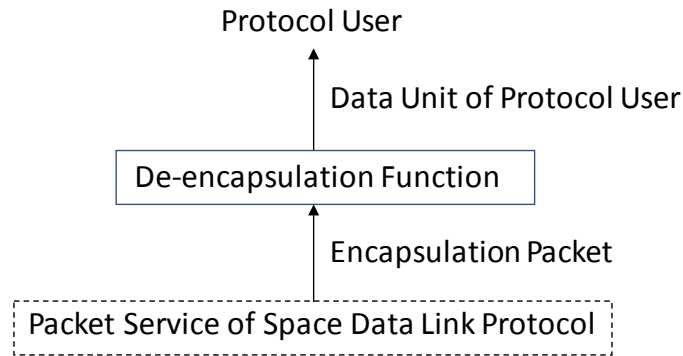 Protocol User
Data Unit of Protocol User
De-encapsulation Function
Encapsulation Packet
Packet Service of Space Data Link Protocol